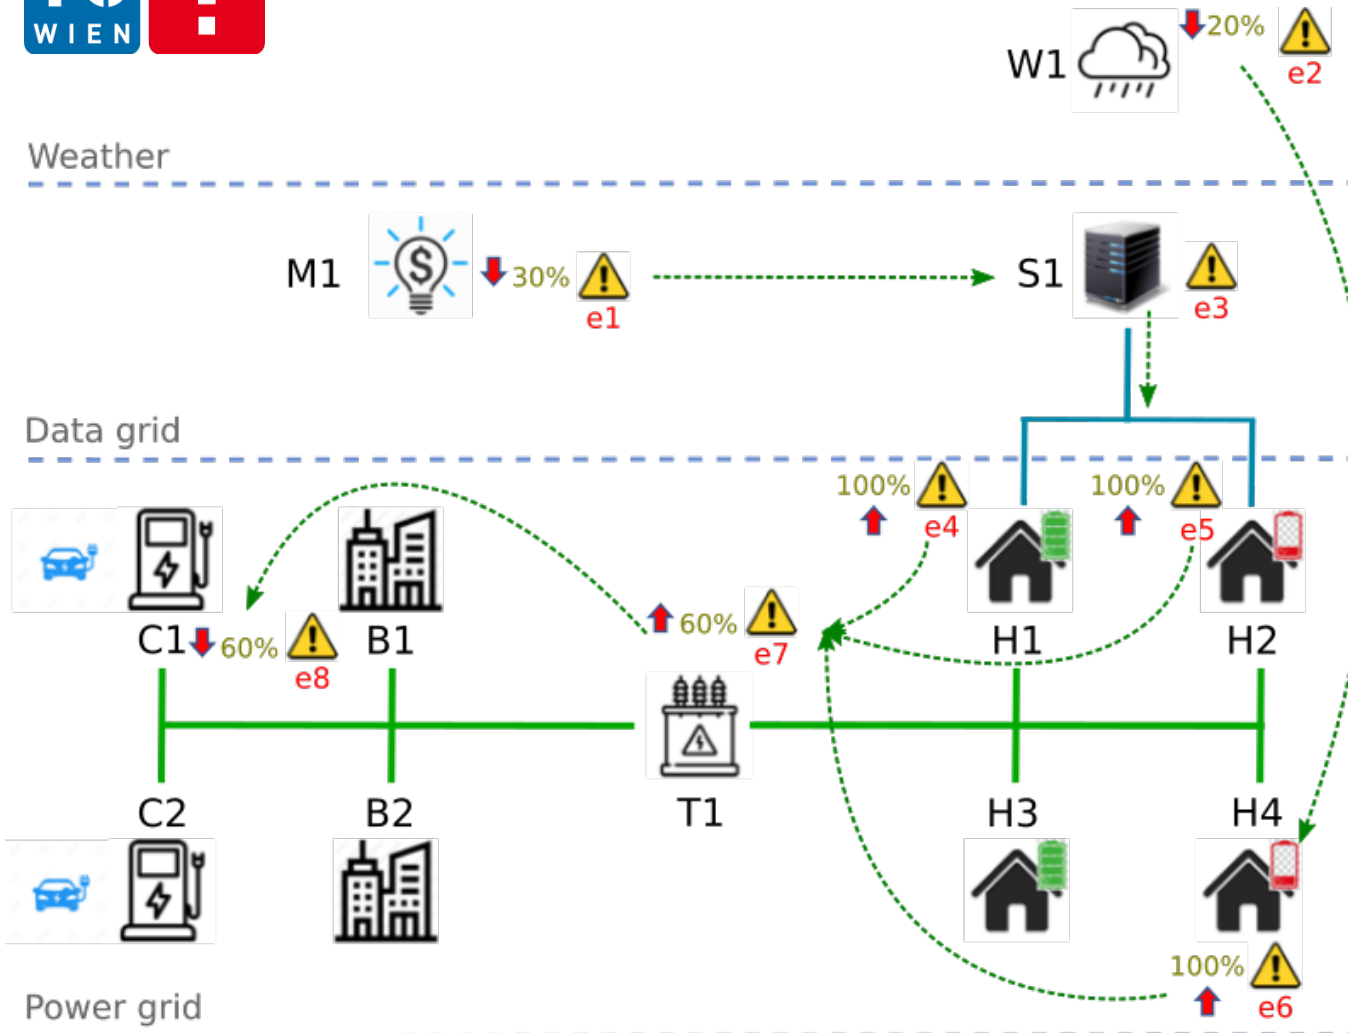 WIEN
W1
20%
e2
Weather
M1
$
30%
e1
S1
e3
Data grid
100%
e4
100%
e5
C1
60%
e8
B1
60%
e7
H1
H2
C2
B2
T1
H3
H4
100%
e6
Power grid